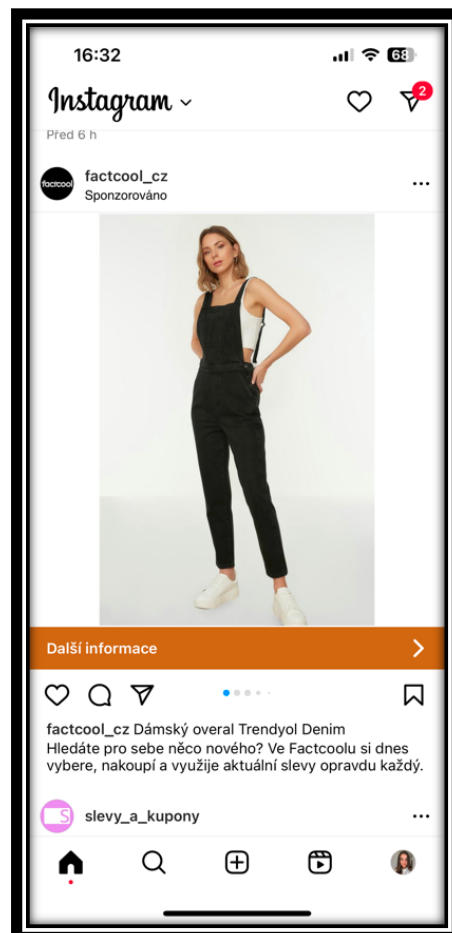 16:32
68
Instagram
2
Před 6 h
factcool
factcool_cz
Sponzorováno
Další informace
factcool_cz Dámský overal Trendyol Denim
Hledáte pro sebe něco nového? Ve Factcoolu si dnes
vybere, nakoupí a využije aktuální slevy opravdu každý.
S
slevy_a_kupony